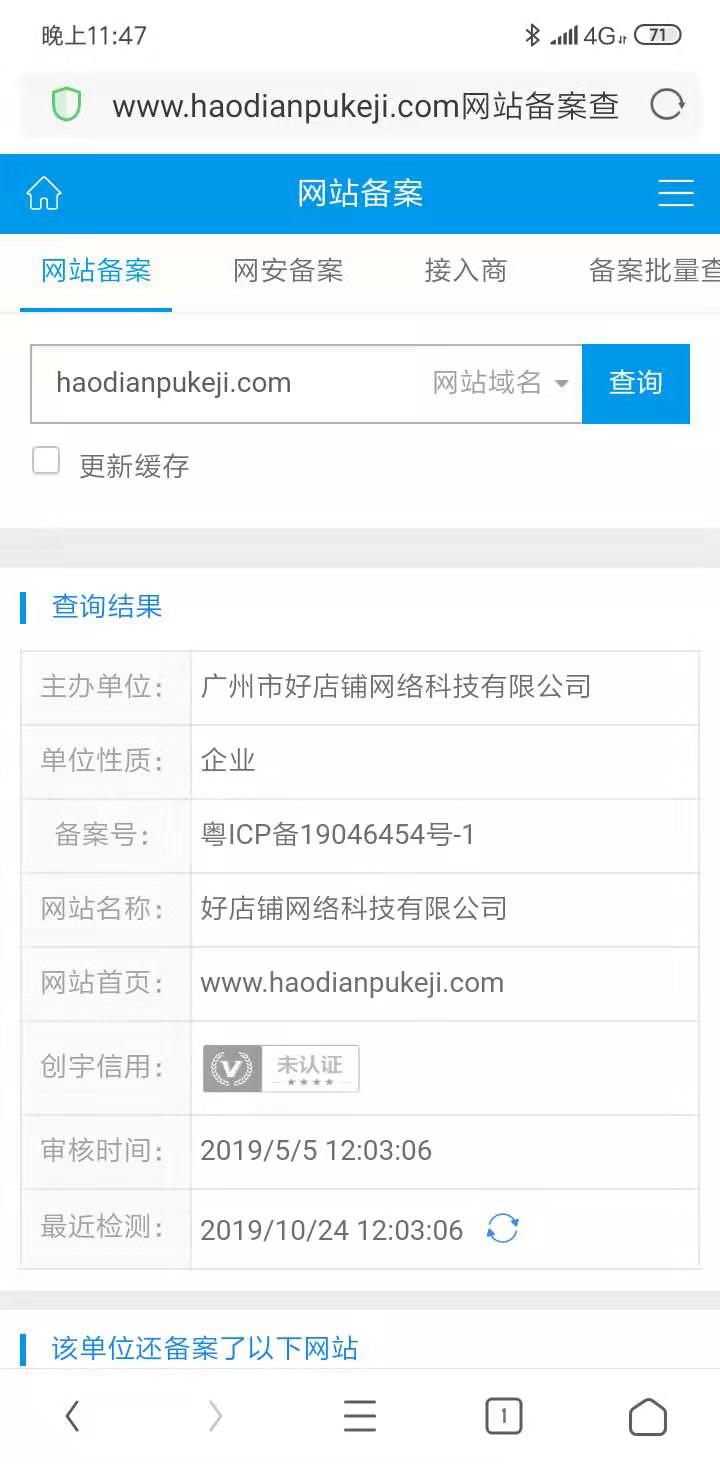 晚上11:47
4G
71
www.haodianpukeji.com网站备案查
网站备案
网站备案 网安备案 接入商 备案批量查
haodianpukeji.com 网站域名 查询
更新缓存
查询结果
主办单位： 广州市好店铺网络科技有限公司
单位性质： 企业
备案号： 粤ICP备19046454号-1
网站名称： 好店铺网络科技有限公司
网站首页： www.haodianpukeji.com
创宇信用： V 未认证
审核时间： 2019/5/5 12:03:06
最近检测： 2019/10/24 12:03:06
该单位还备案了以下网站
1